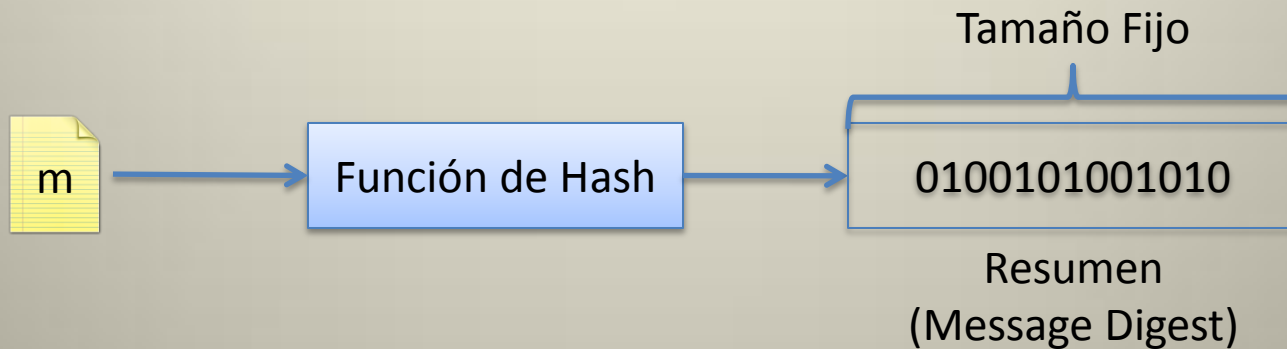 Tamaño Fijo
m
Función de Hash
0100101001010
Resumen
(Message Digest)